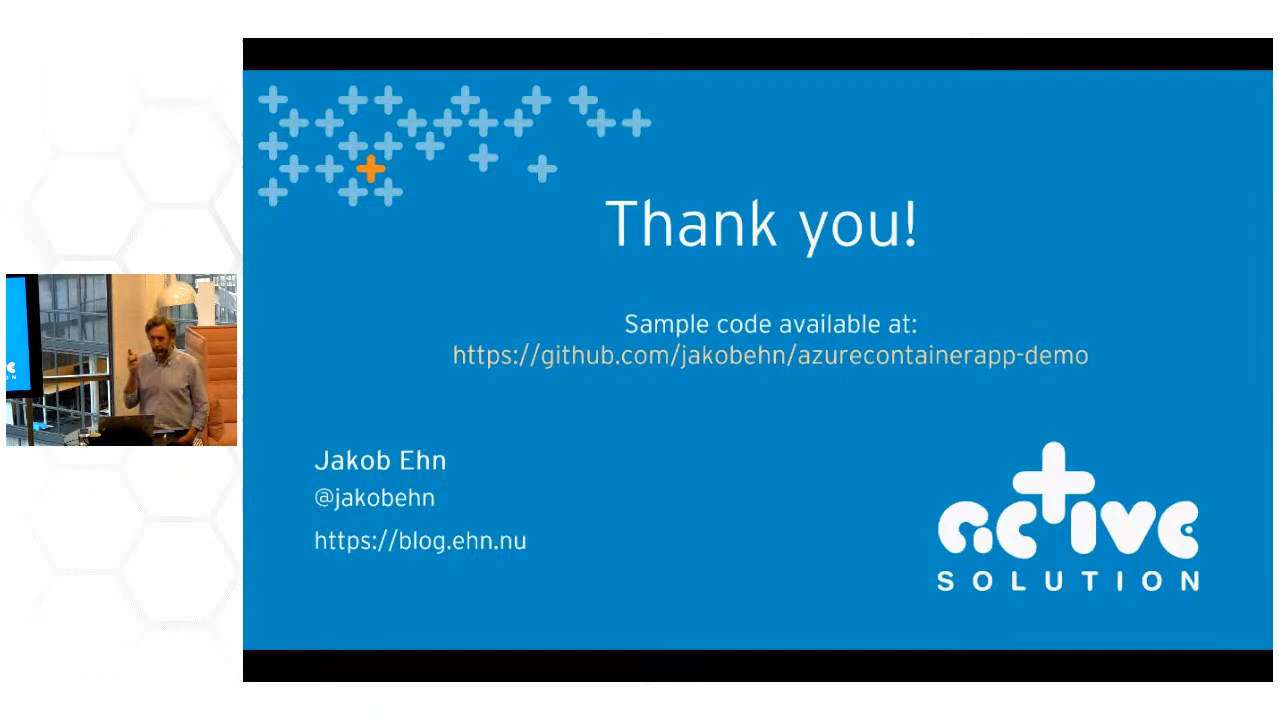 Thank you!
Sample code available at:
https://github.com/jakobehn/azurecontainerapp-demo
Jakob Ehn
@jakobehn
https://blog.ehn.nu
active
SOLUTION